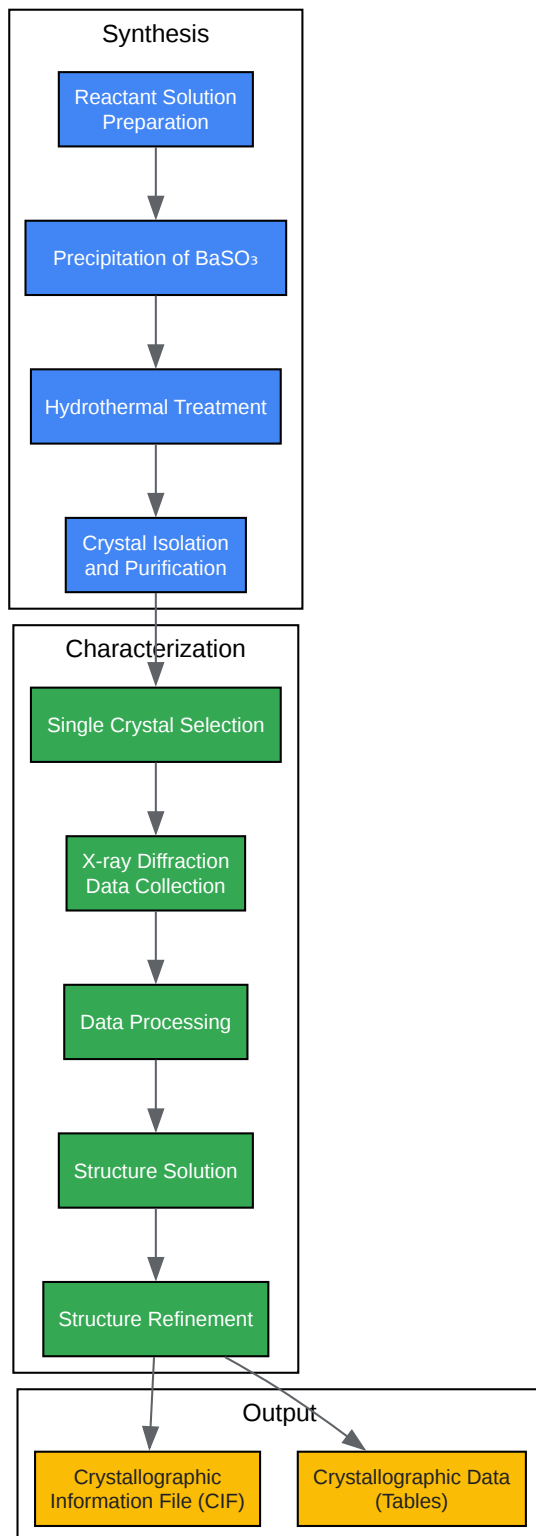 Synthesis
Reactant Solution
Preparation
Precipitation of BaSO₃
Hydrothermal Treatment
Crystal Isolation
and Purification
Characterization
Single Crystal Selection
X-ray Diffraction
Data Collection
Data Processing
Structure Solution
Structure Refinement
Output
Crystallographic
Information File (CIF)
Crystallographic Data
(Tables)